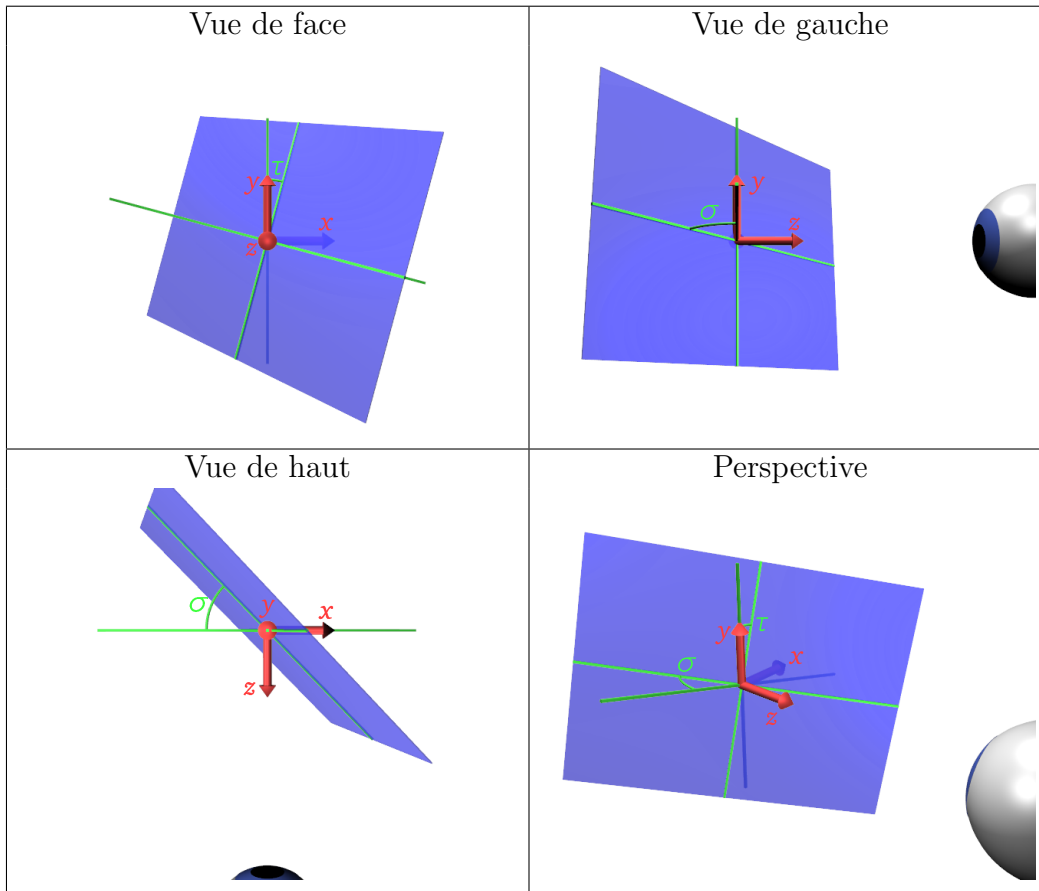 Vue de face
τ
y
x
z
Vue de gauche
y
σ
z
Vue de haut
σ
y
x
z
Perspective
y
τ
x
σ
z